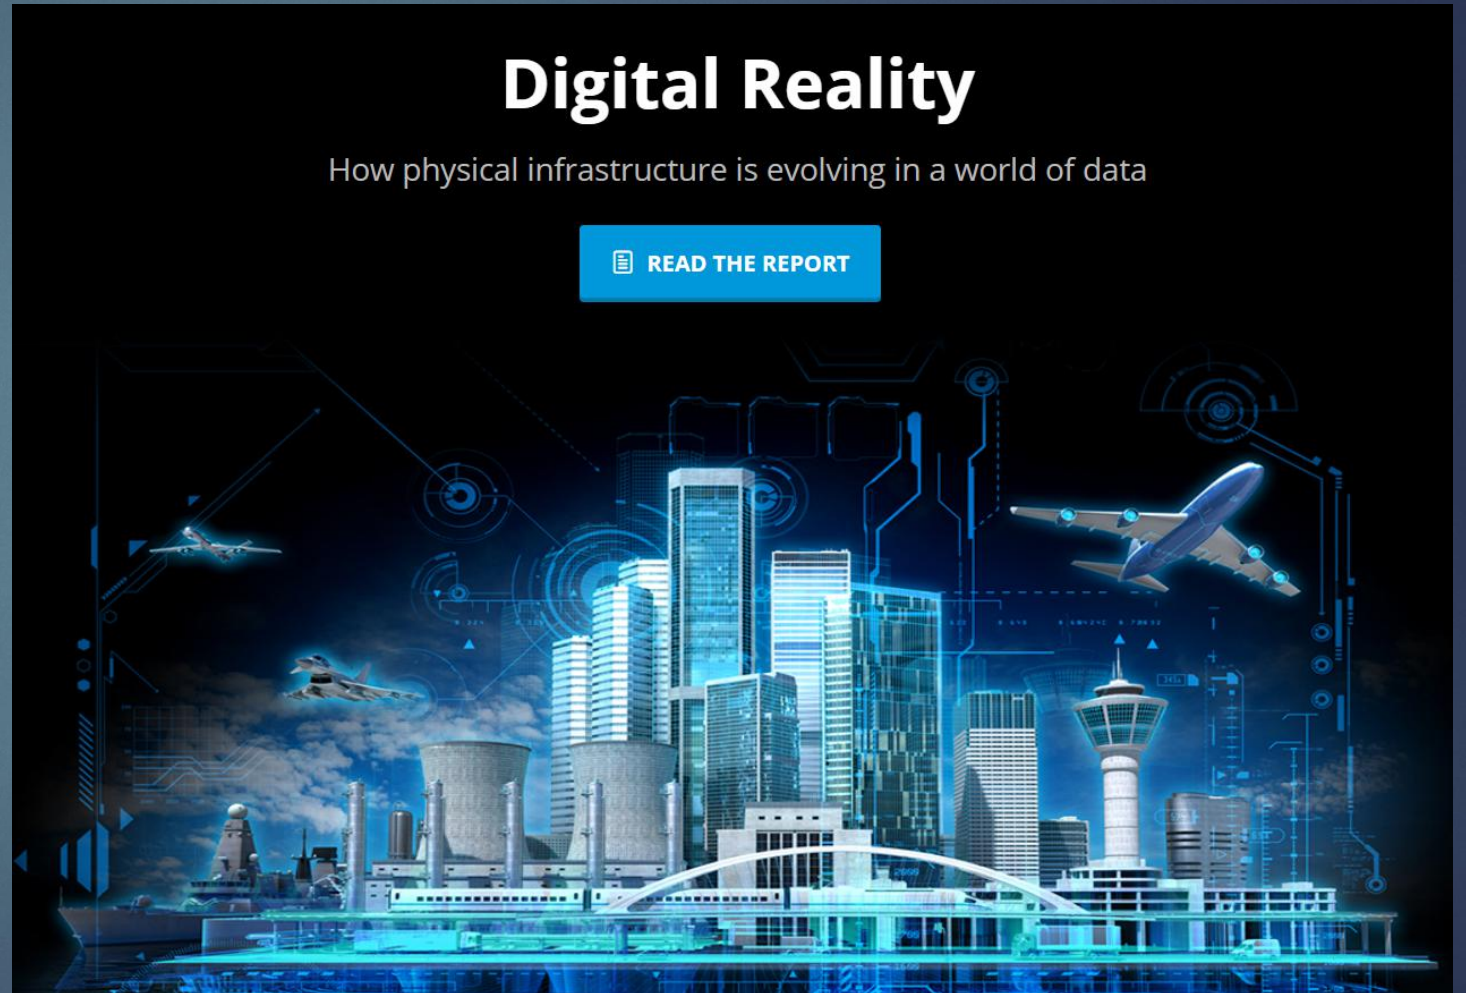 Digital Reality
How physical infrastructure is evolving in a world of data
READ THE REPORT